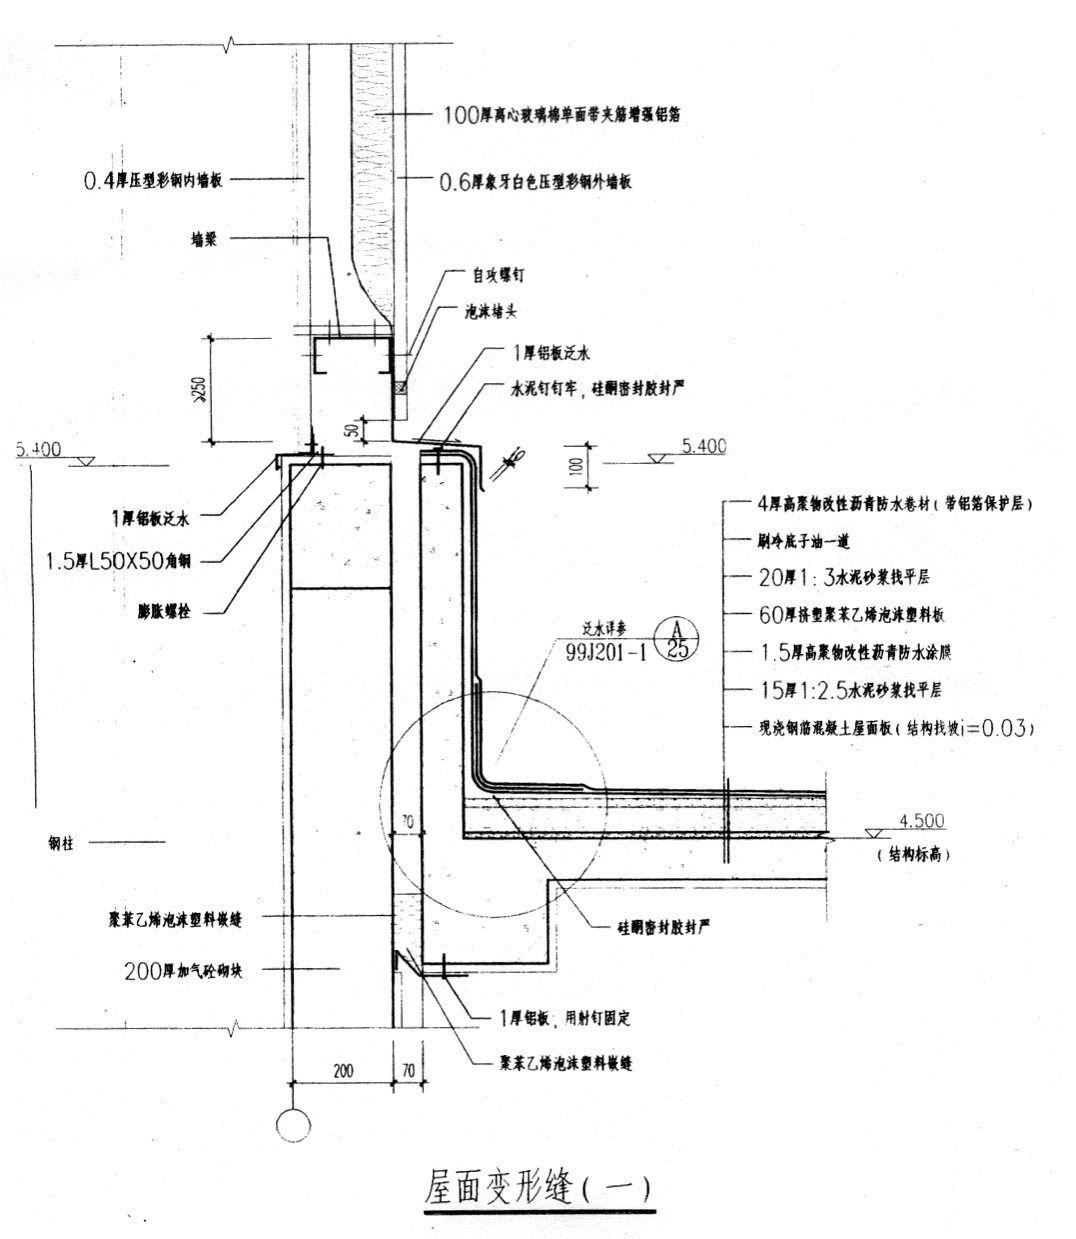 100厚离心玻璃棉单面带夹筋增强铝箔
0.4厚压型彩钢内墙板
0.6厚象牙白色压型彩钢外墙板
墙梁
自攻螺钉
泡沫堵头
1厚铝板泛水
水泥钉钉牢，硅酮密封胶封严
≥250
50
5.400
5.400
100
1厚铝板泛水
1.5厚L50X50角钢
膨胀螺栓
4厚高聚物改性沥青防水卷材(带铝箔保护层)
刷冷底子油一道
20厚1:3水泥砂浆找平层
60厚挤塑聚苯乙烯泡沫塑料板
1.5厚高聚物改性沥青防水涂膜
15厚1:2.5水泥砂浆找平层
现浇钢筋混凝土屋面板(结构找坡i=0.03)
泛水详参
99J201-1
A
25
70
4.500
(结构标高)
钢柱
聚苯乙烯泡沫塑料嵌缝
硅酮密封胶封严
200厚加气砼砌块
1厚铝板，用射钉固定
聚苯乙烯泡沫塑料嵌缝
200
70
屋面变形缝(一)